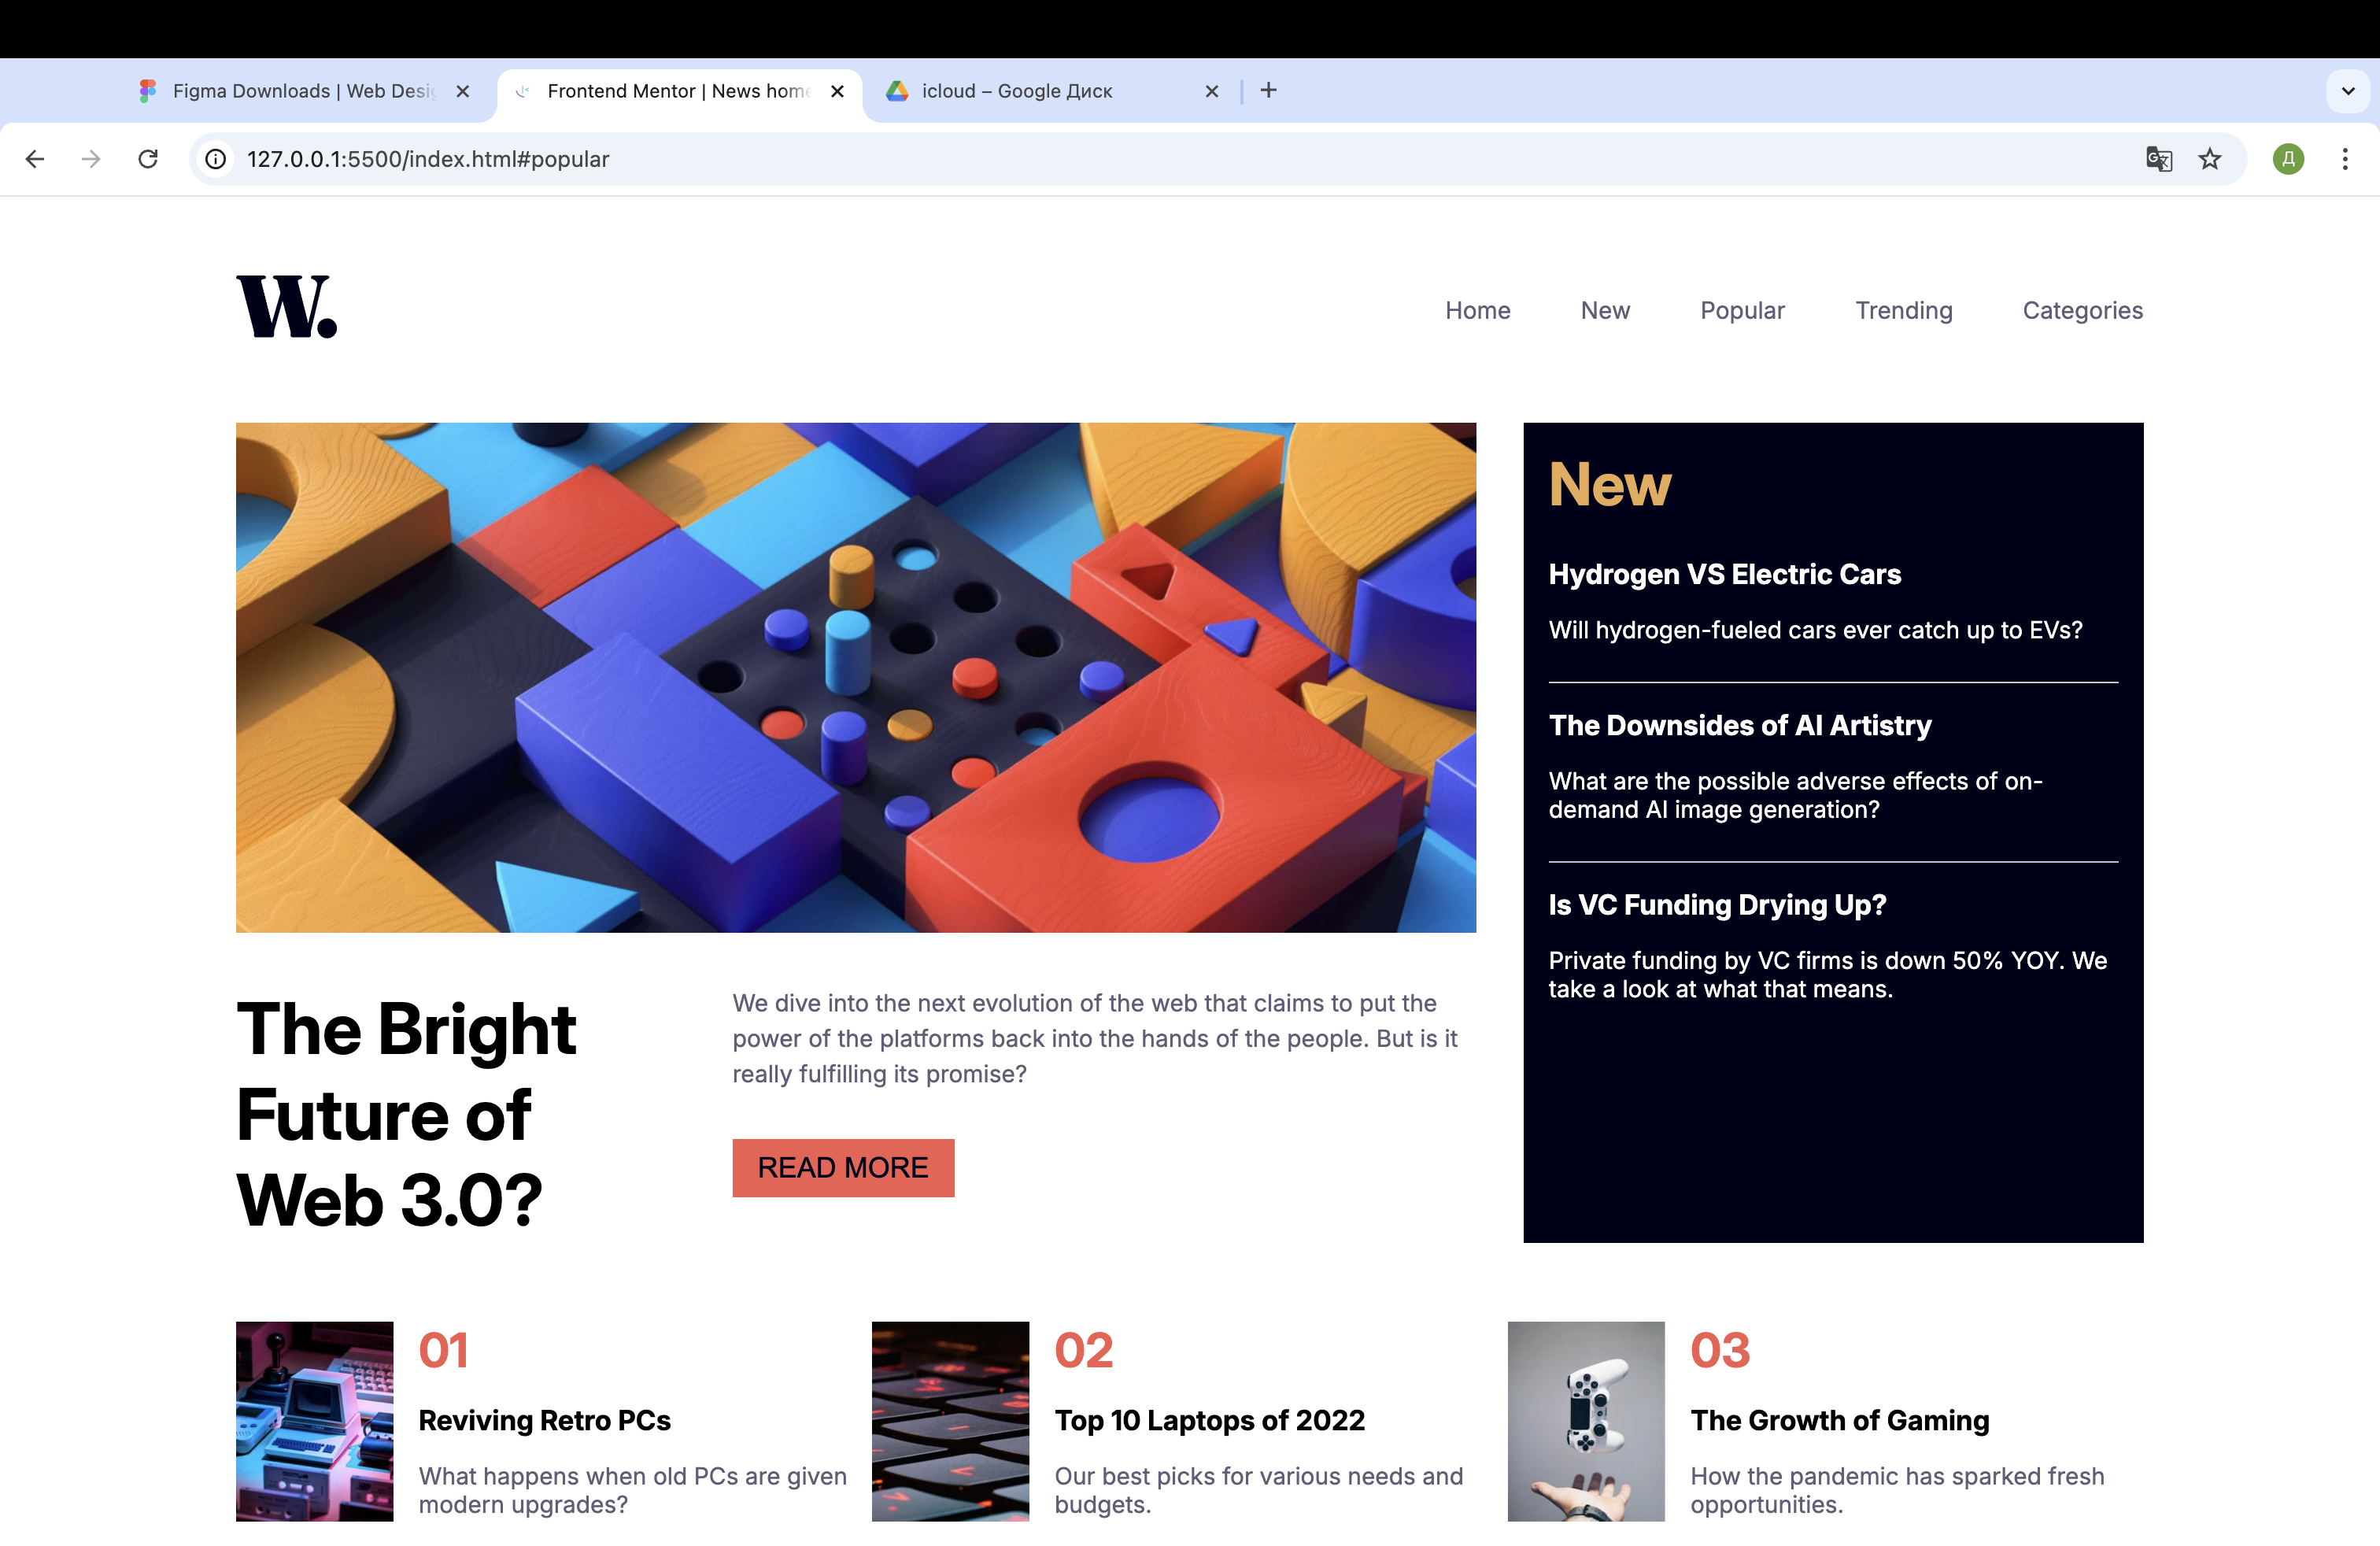 Figma Downloads | Web Desig
Frontend Mentor | News home
icloud – Google Диск
127.0.0.1:5500/index.html#popular
Д
W.
Home
New
Popular
Trending
Categories
New
Hydrogen VS Electric Cars
Will hydrogen-fueled cars ever catch up to EVs?
The Downsides of AI Artistry
What are the possible adverse effects of on-
demand AI image generation?
Is VC Funding Drying Up?
Private funding by VC firms is down 50% YOY. We
take a look at what that means.
The Bright
Future of
Web 3.0?
We dive into the next evolution of the web that claims to put the
power of the platforms back into the hands of the people. But is it
really fulfilling its promise?
READ MORE
01
Reviving Retro PCs
What happens when old PCs are given
modern upgrades?
02
Top 10 Laptops of 2022
Our best picks for various needs and
budgets.
03
The Growth of Gaming
How the pandemic has sparked fresh
opportunities.